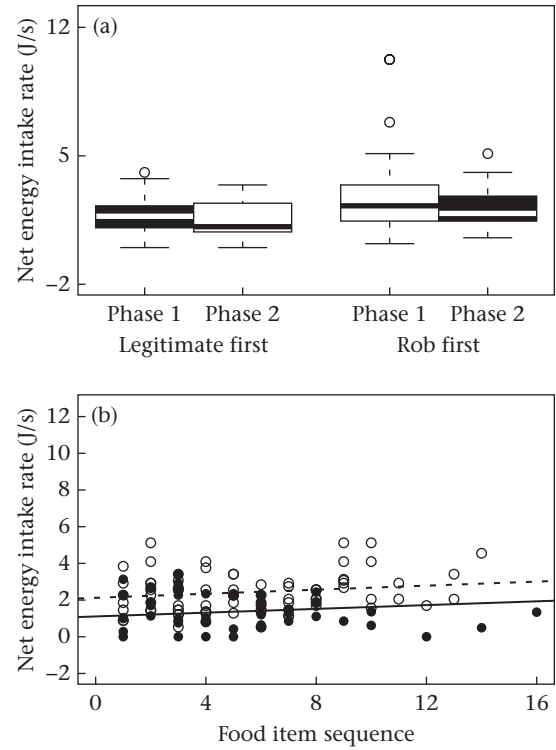 (a)
Net energy intake rate (J/s)
12
5
–2
Phase 1 Phase 2 Phase 1 Phase 2
Legitimate first Rob first
(b)
Net energy intake rate (J/s)
12
10
8
6
4
2
0
–2
0 4 8 12 16
Food item sequence